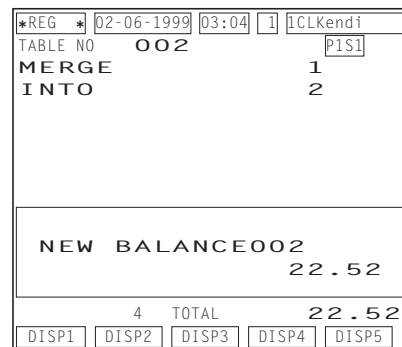 *REG * 02-06-1999 03:04 1 1CLKendi
TABLE NO 002 P1S1
MERGE 1
INTO 2
NEW BALANCE002
22.52
4 TOTAL 22.52
DISP1 DISP2 DISP3 DISP4 DISP5